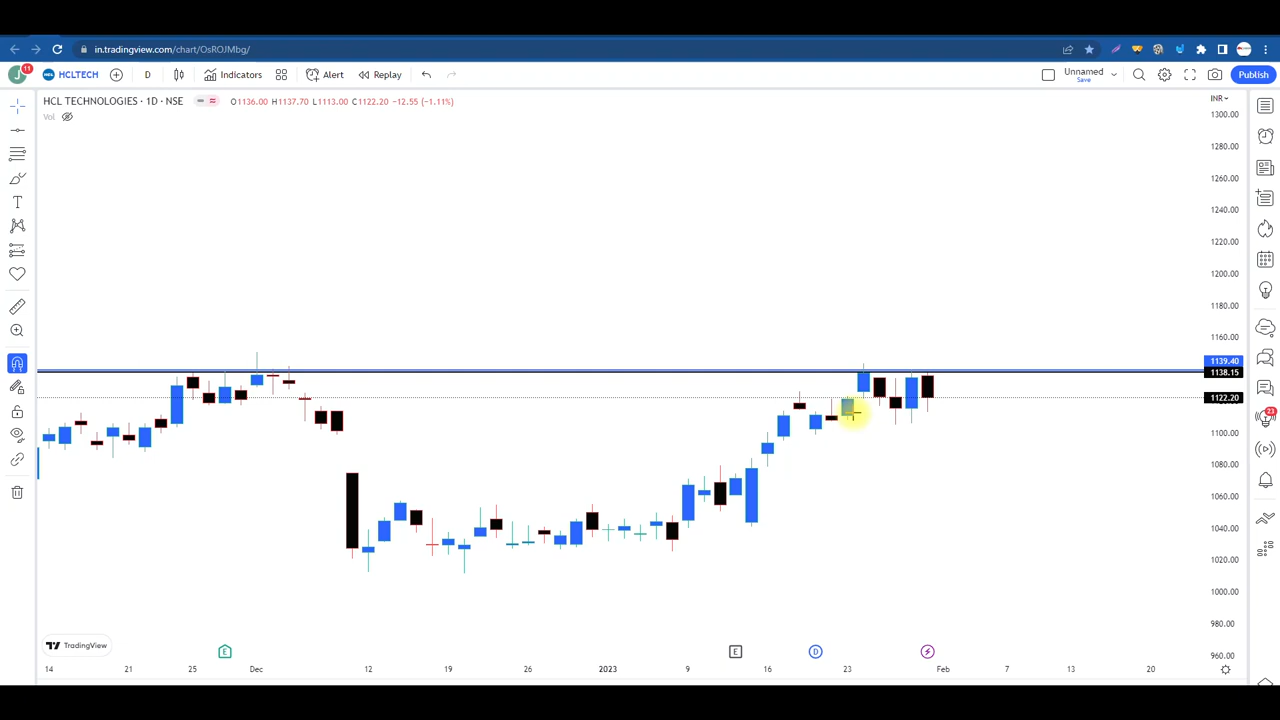 in.tradingview.com/chart/OsROJMbg/
J 11 HCL HCLTECH D Indicators Alert Replay Unnamed Save Publish
HCL TECHNOLOGIES · 1D · NSE O1136.00 H1137.70 L1113.00 C1122.20 −12.55 (−1.11%)
INR
Vol
1300.00
1280.00
1260.00
1240.00
1220.00
1200.00
1180.00
1160.00
1139.40
1138.15
1122.20
1100.00
1080.00
1060.00
1040.00
1020.00
1000.00
980.00
960.00
23
T
TradingView
E E D
14 21 25 Dec 12 19 26 2023 9 16 23 Feb 7 13 20